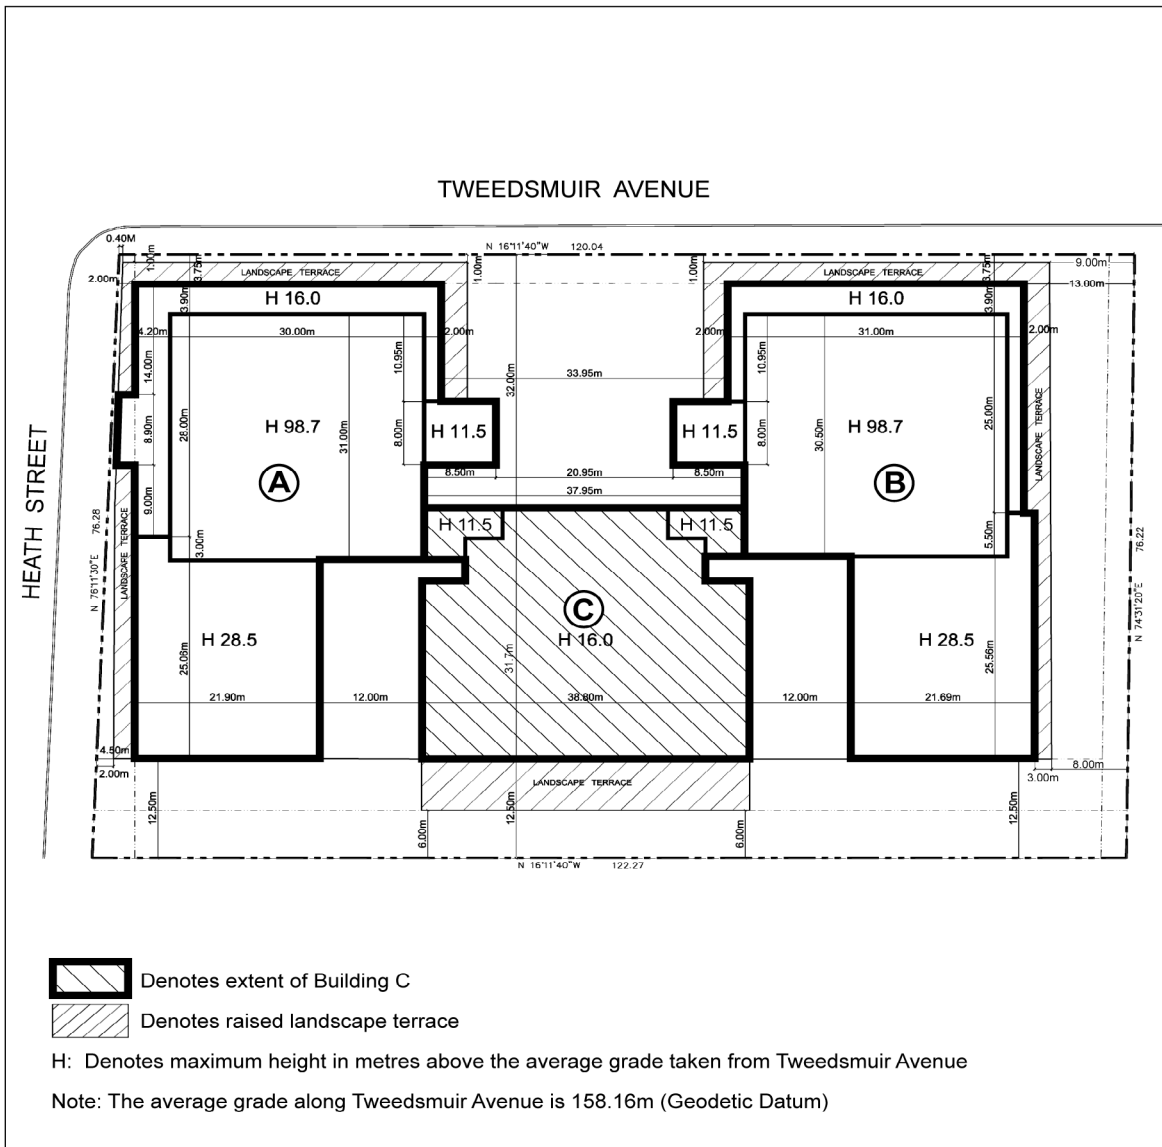 TWEEDSMUIR AVENUE
0.40M
N 16°11'40"W 120.04
1.00m
3.75m
LANDSCAPE TERRACE
1.00m
1.00m
LANDSCAPE TERRACE
3.75m
9.00m
2.00m
13.00m
3.90m
H 16.0
H 16.0
3.90m
4.20m
30.00m
2.00m
2.00m
31.00m
2.00m
14.00m
10.95m
32.00m
33.95m
10.95m
8.90m
28.00m
H 98.7
31.00m
8.00m
H 11.5
H 11.5
8.00m
30.50m
H 98.7
25.00m
LANDSCAPE TERRACE
HEATH STREET
A
8.50m
20.95m
8.50m
B
37.95m
9.00m
N 76°11'30"E 76.28
LANDSCAPE TERRACE
3.00m
H 11.5
H 11.5
5.50m
N 74°31'20"E 76.22
C
H 28.5
H 16.0
H 28.5
25.06m
31.7m
25.56m
21.90m
12.00m
38.80m
12.00m
21.69m
4.50m
2.00m
LANDSCAPE TERRACE
8.00m
3.00m
12.50m
6.00m
12.50m
6.00m
12.50m
N 16°11'40"W 122.27
Denotes extent of Building C
Denotes raised landscape terrace
H: Denotes maximum height in metres above the average grade taken from Tweedsmuir Avenue
Note: The average grade along Tweedsmuir Avenue is 158.16m (Geodetic Datum)